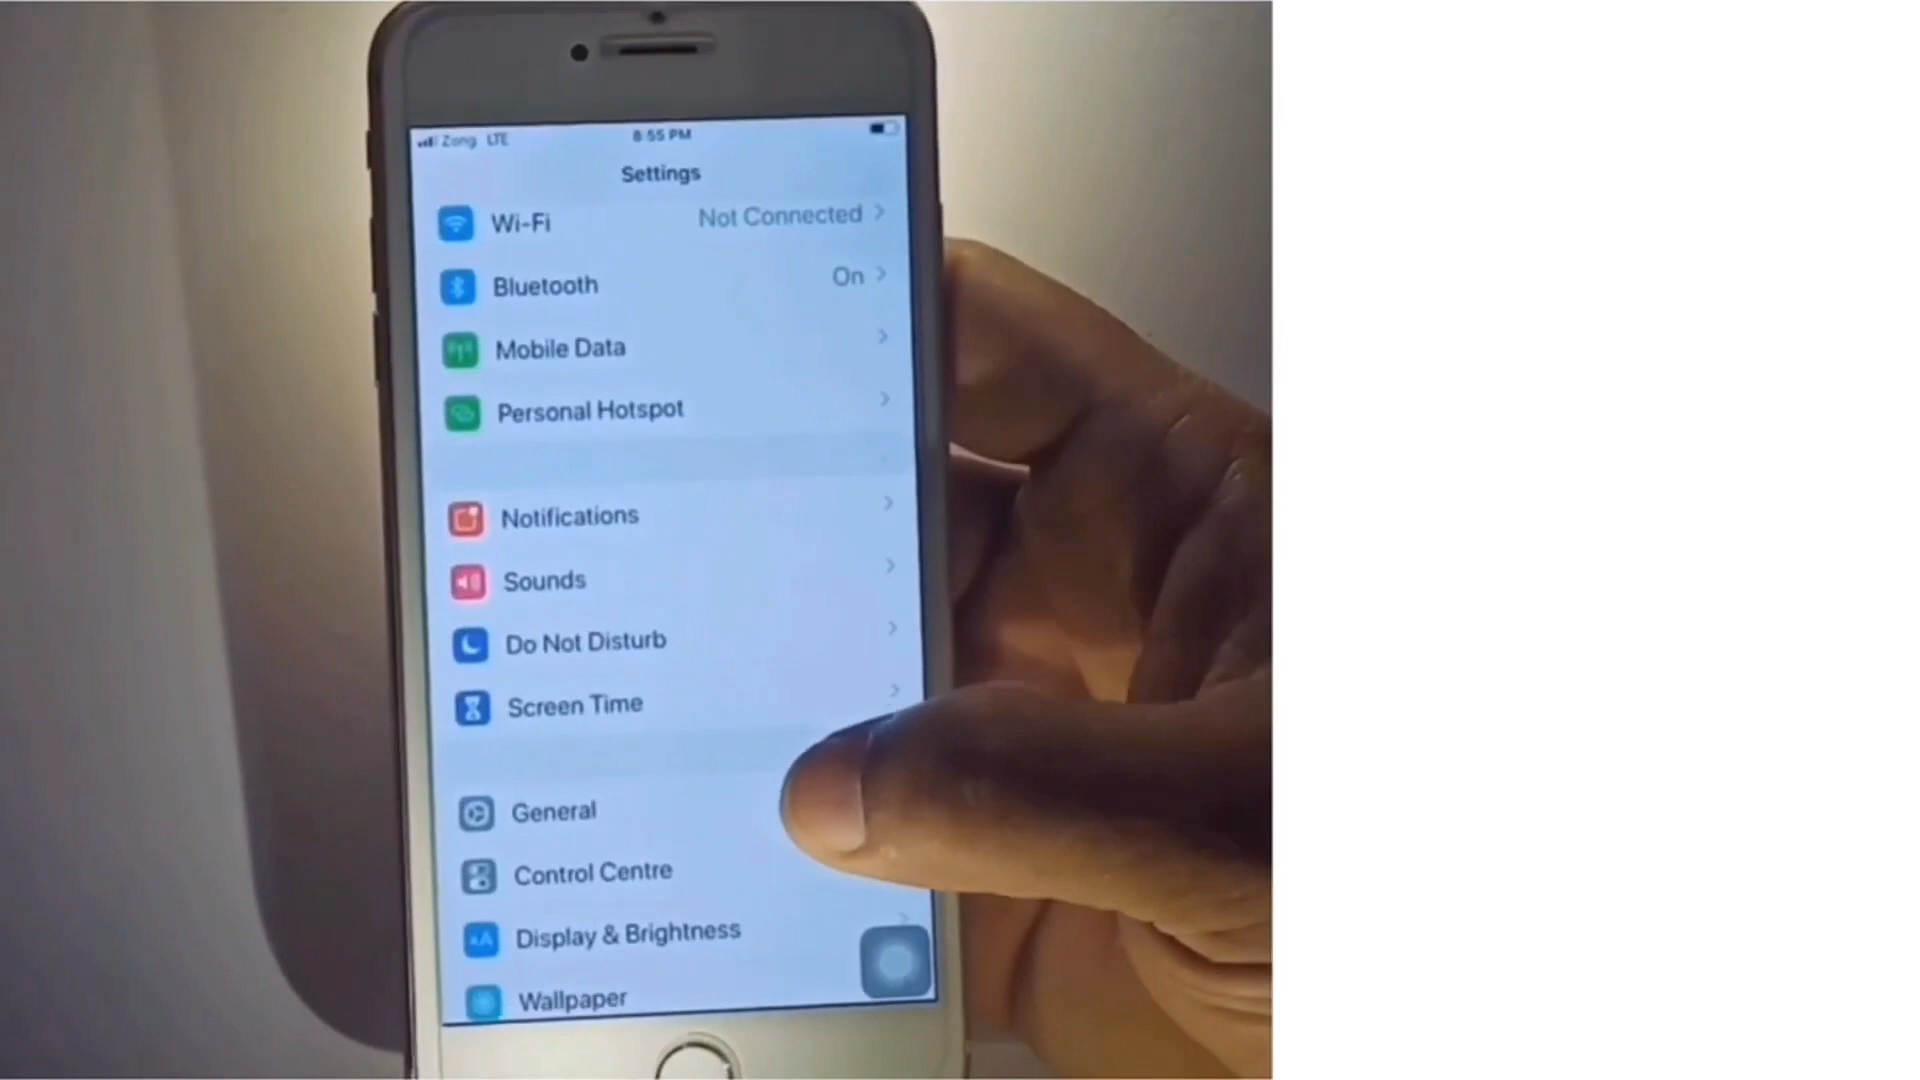 Zong LTE 8:55 PM
Settings
Wi-Fi Not Connected
Bluetooth On
Mobile Data
Personal Hotspot
Notifications
Sounds
Do Not Disturb
Screen Time
General
Control Centre
Display & Brightness
AA
Wallpaper